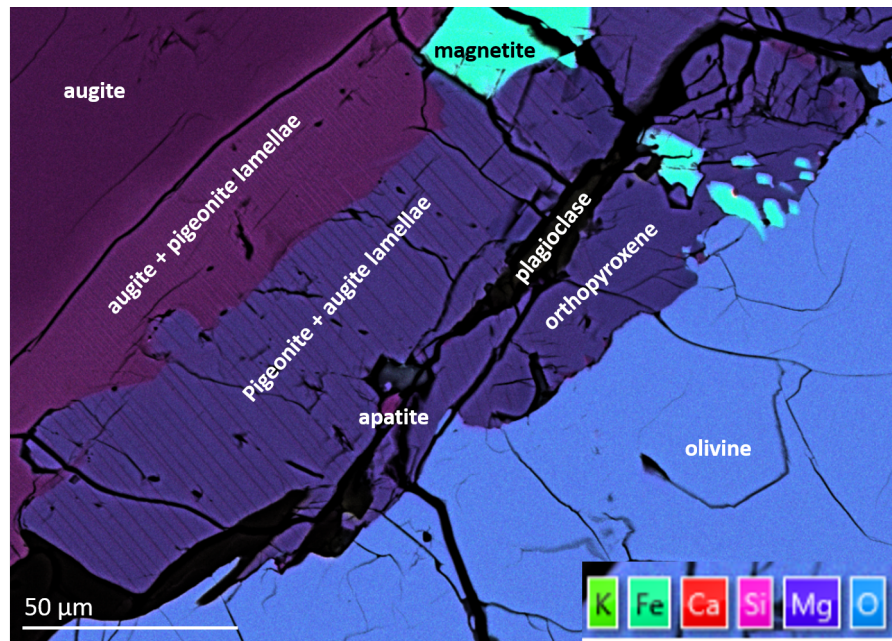 magnetite
augite
augite + pigeonite lamellae
Pigeonite + augite lamellae
plagioclase
orthopyroxene
apatite
olivine
50 µm
K Fe Ca Si Mg O